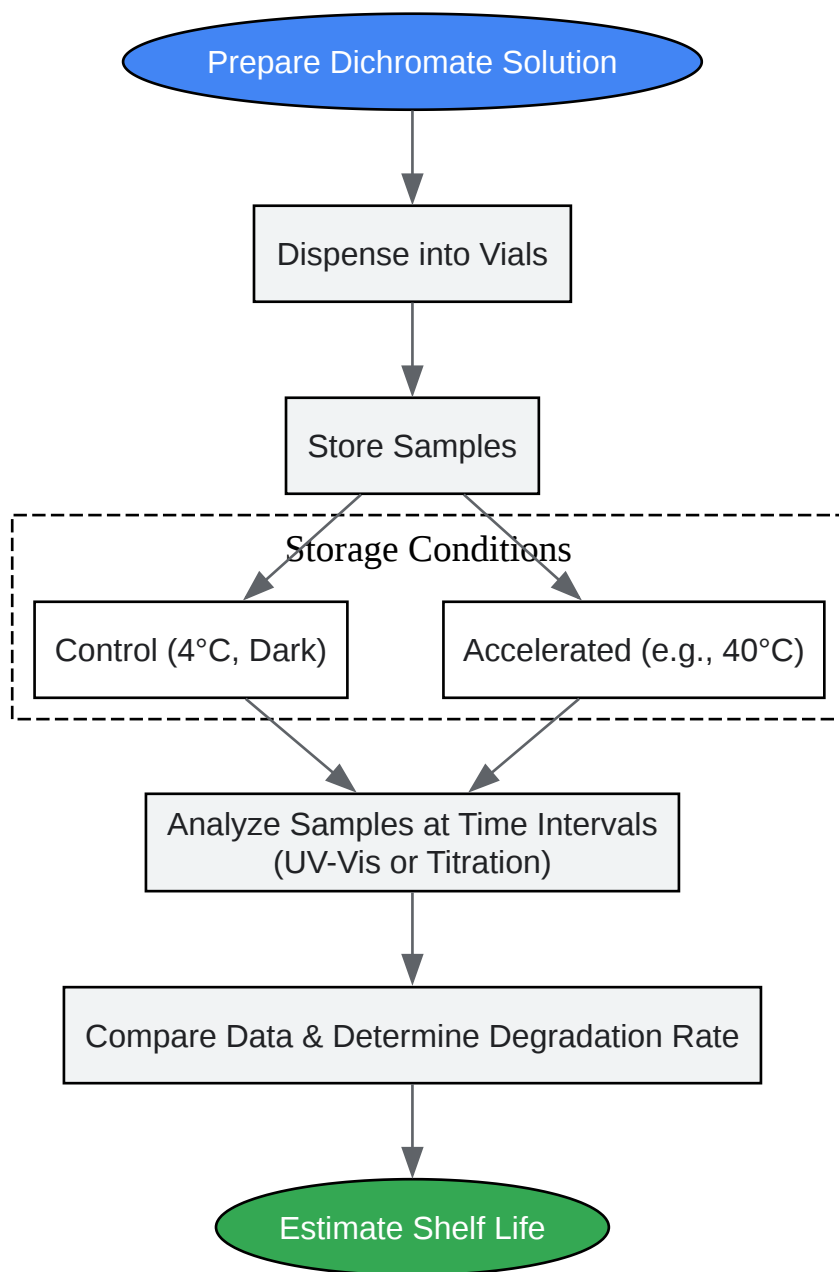 Prepare Dichromate Solution
Dispense into Vials
Store Samples
Storage Conditions
Control (4°C, Dark)
Accelerated (e.g., 40°C)
Analyze Samples at Time Intervals
(UV-Vis or Titration)
Compare Data & Determine Degradation Rate
Estimate Shelf Life